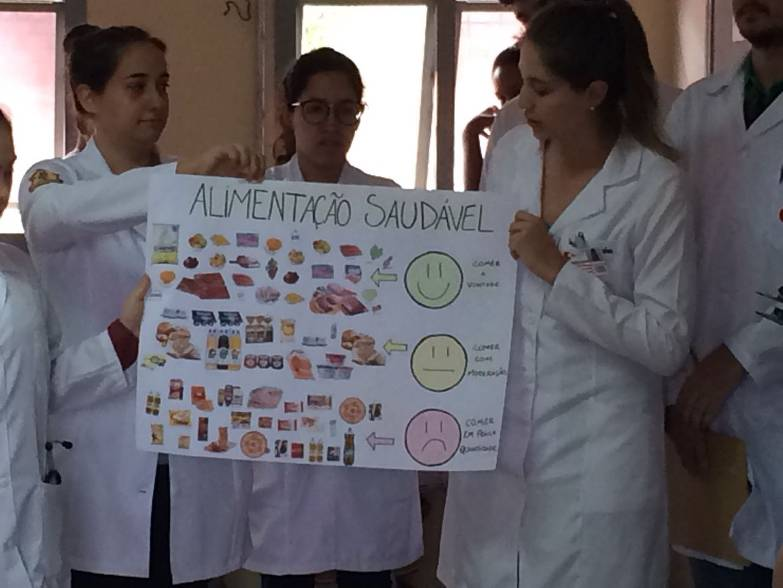 ALIMENTAÇÃO SAUDÁVEL
COMER
À
VONTADE
COMER
COM
MODERAÇÃO
COMER
EM POUCA
QUANTIDADE